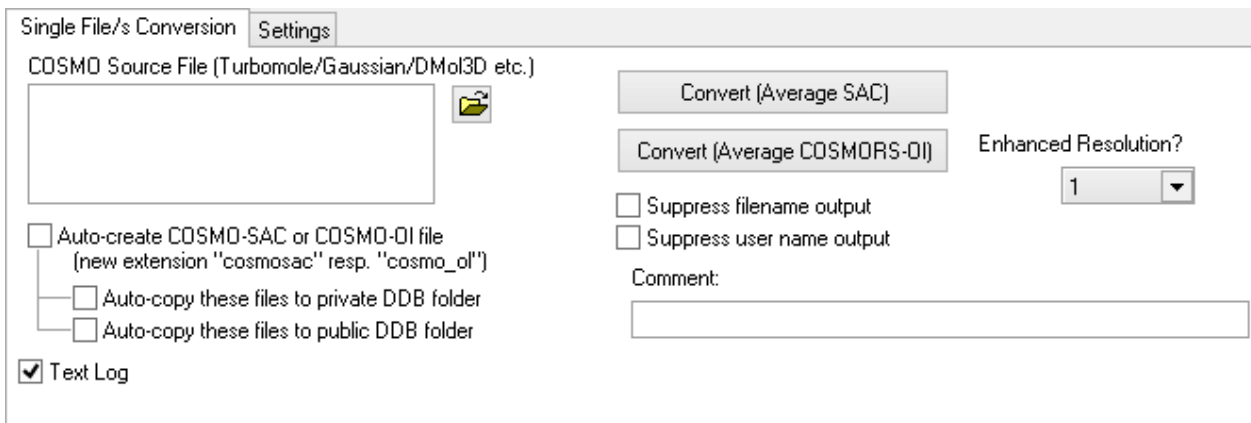 Single File/s Conversion
Settings
COSMO Source File (Turbomole/Gaussian/DMol3D etc.)
Convert (Average SAC)
Convert (Average COSMORS-Ol)
Enhanced Resolution?
1
Suppress filename output
Suppress user name output
Auto-create COSMO-SAC or COSMO-Ol file
(new extension "cosmosac" resp. "cosmo_ol")
Auto-copy these files to private DDB folder
Auto-copy these files to public DDB folder
Comment:
Text Log